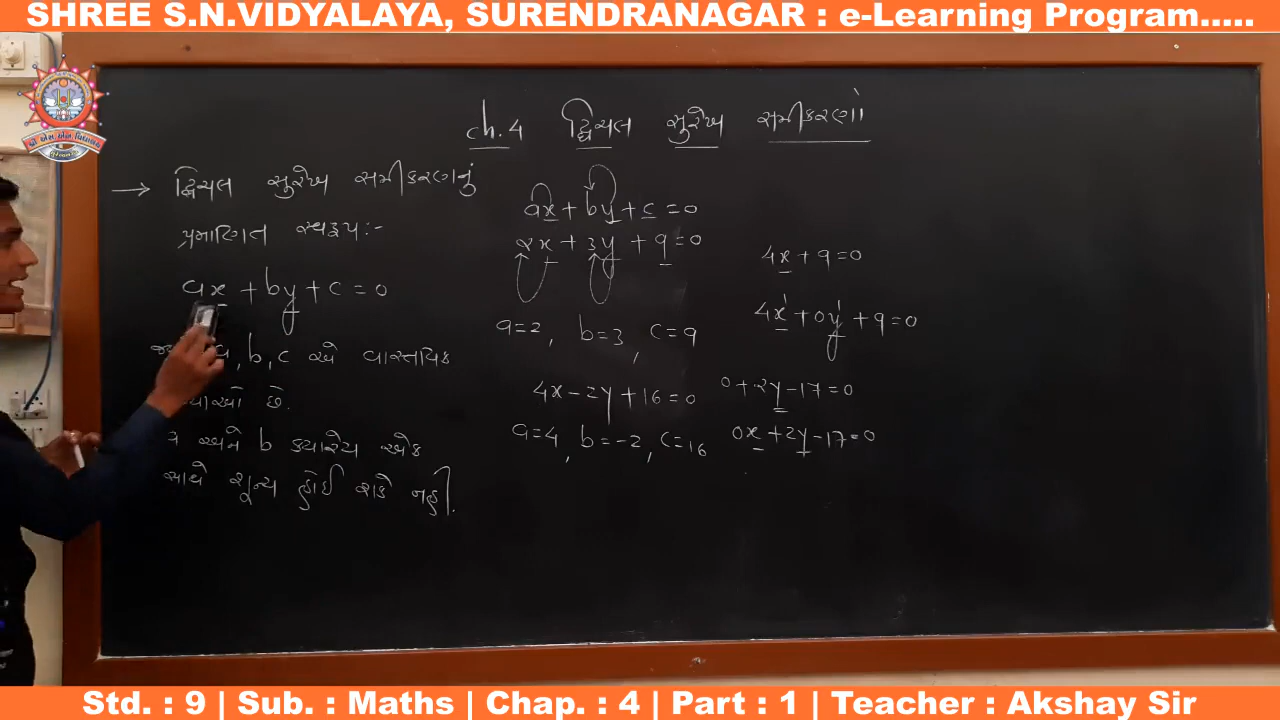 SHREE S.N.VIDYALAYA, SURENDRANAGAR : e-Learning Program.....
ch.4 દ્વિચલ સુરેખ સમીકરણો
→ દ્વિચલ સુરેખ સમીકરણનું
પ્રમાણિત સ્વરૂપ:-
ax + by + c = 0
a, b, c એ વાસ્તવિક
છે.
અને b ક્યારેય એક
સાથે શૂન્ય હોઈ શકે નહી.
ax + by + c = 0
2x + 3y + 9 = 0
a=2, b=3, c=9
4x - 2y + 16 = 0
a=4, b=-2, c=16
4x + 9 = 0
4x¹ + 0y¹ + 9 = 0
0 + 2y - 17 = 0
0x + 2y - 17 = 0
Std. : 9 | Sub. : Maths | Chap. : 4 | Part : 1 | Teacher : Akshay Sir